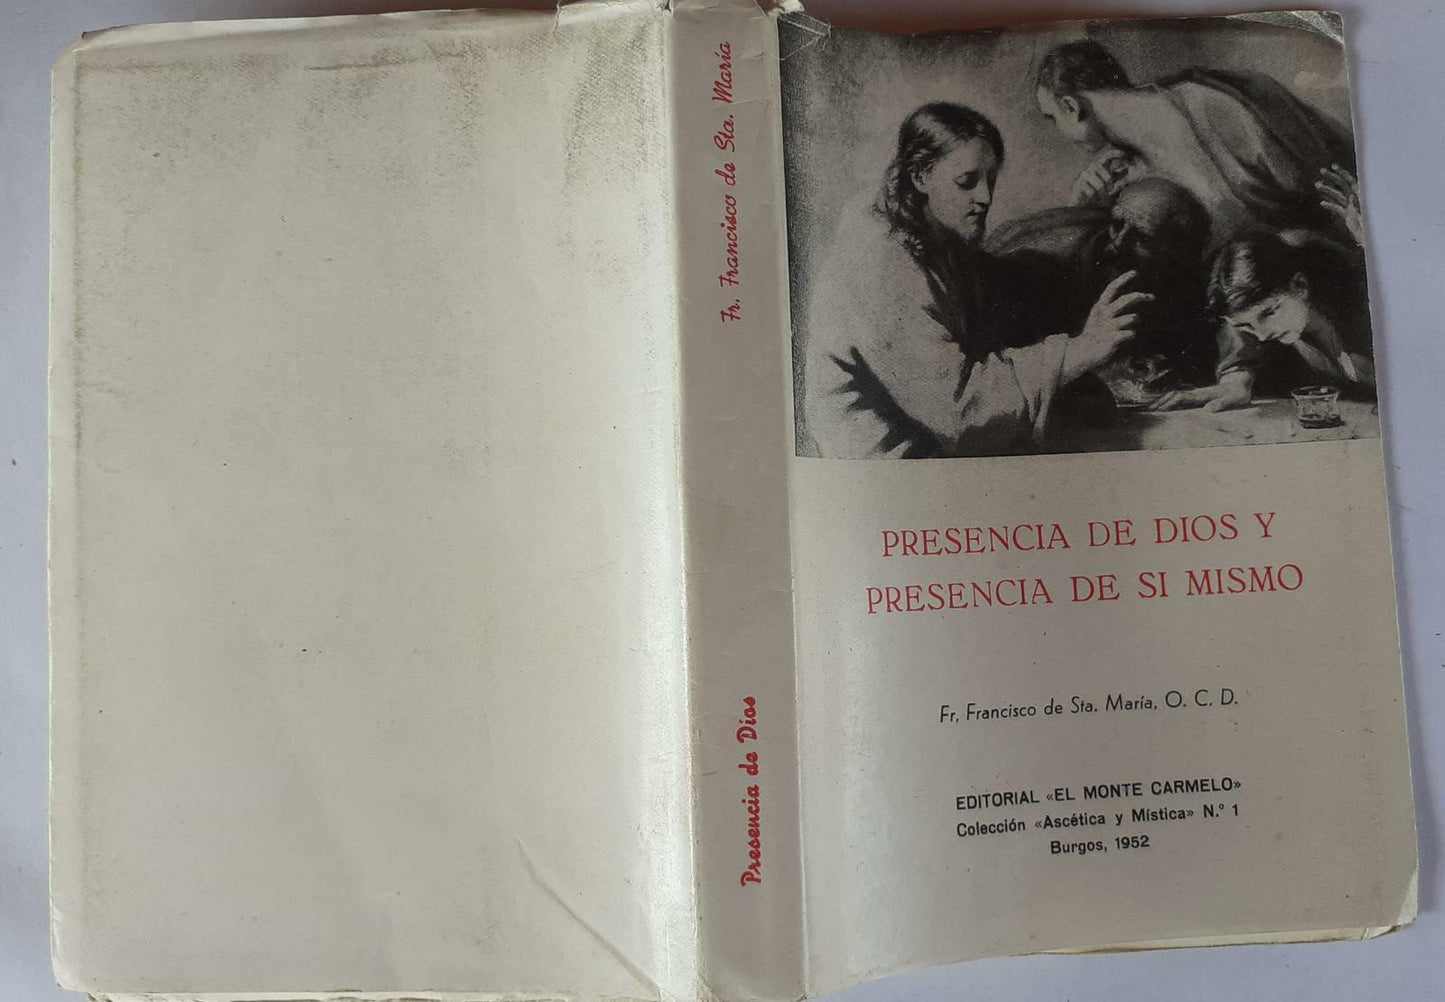 Fr. Francisco de Sta. María
Presencia de Dios
PRESENCIA DE DIOS Y
PRESENCIA DE SI MISMO
Fr. Francisco de Sta. María, O. C. D.
EDITORIAL «EL MONTE CARMELO»
Colección «Ascética y Mística» N.º 1
Burgos, 1952